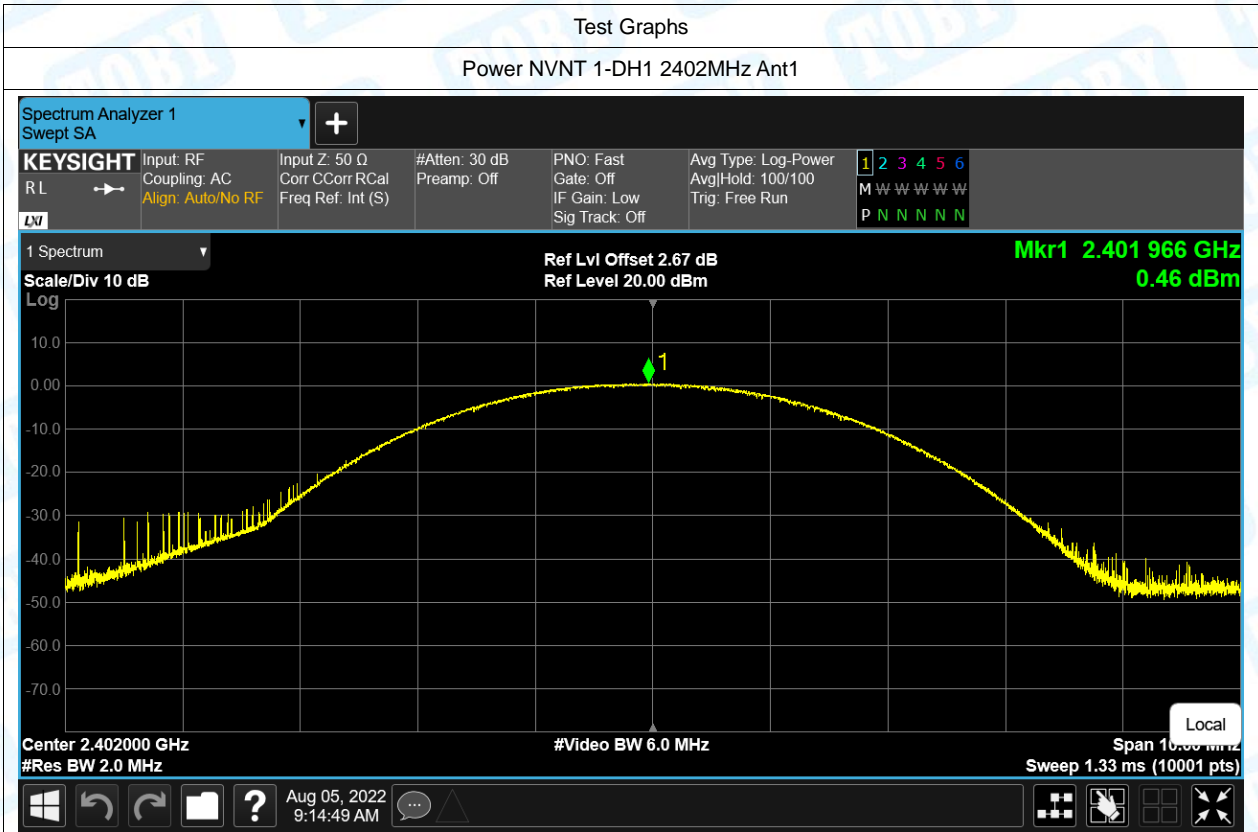 Test Graphs
Power NVNT 1-DH1 2402MHz Ant1
Spectrum Analyzer 1
Swept SA
KEYSIGHT
R L
LXI
Input: RF
Coupling: AC
Align: Auto/No RF
Input Z: 50 Ω
Corr CCorr RCal
Freq Ref: Int (S)
#Atten: 30 dB
Preamp: Off
PNO: Fast
Gate: Off
IF Gain: Low
Sig Track: Off
Avg Type: Log-Power
Avg|Hold: 100/100
Trig: Free Run
1 2 3 4 5 6
M W W W W W
P N N N N N
1 Spectrum
Scale/Div 10 dB
Ref Lvl Offset 2.67 dB
Ref Level 20.00 dBm
Mkr1 2.401 966 GHz
0.46 dBm
Log
10.0
0.00
-10.0
-20.0
-30.0
-40.0
-50.0
-60.0
-70.0
1
Local
Center 2.402000 GHz
#Video BW 6.0 MHz
#Res BW 2.0 MHz
Sweep 1.33 ms (10001 pts)
?
Aug 05, 2022
9:14:49 AM
TOBY